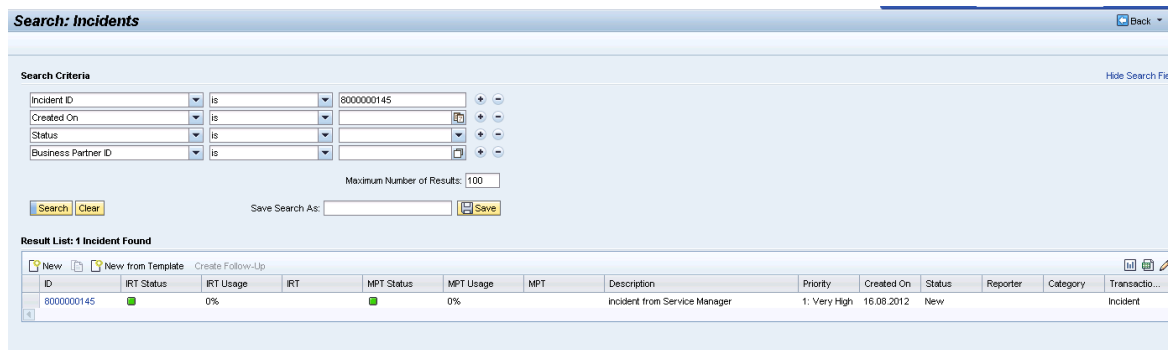 Search: Incidents
Back
Search Criteria
Hide Search Fie
Incident ID is 8000000145
Created On is
Status is
Business Partner ID is
Maximum Number of Results: 100
Search Clear Save Search As: Save
Result List: 1 Incident Found
New New from Template Create Follow-Up
ID IRT Status IRT Usage IRT MPT Status MPT Usage MPT Description Priority Created On Status Reporter Category Transactio...
8000000145 0% 0% incident from Service Manager 1: Very High 16.08.2012 New Incident